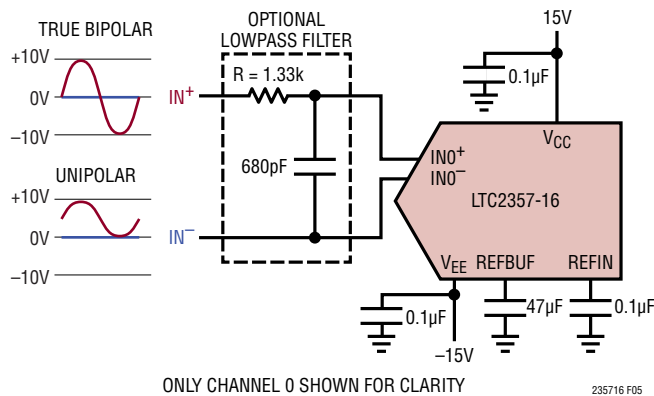 TRUE BIPOLAR
+10V
0V
–10V
UNIPOLAR
+10V
0V
–10V
OPTIONAL
LOWPASS FILTER
R = 1.33k
IN+
680pF
IN–
15V
0.1µF
VCC
IN0+
IN0–
LTC2357-16
VEE REFBUF REFIN
0.1µF
47µF
0.1µF
–15V
ONLY CHANNEL 0 SHOWN FOR CLARITY
235716 F05